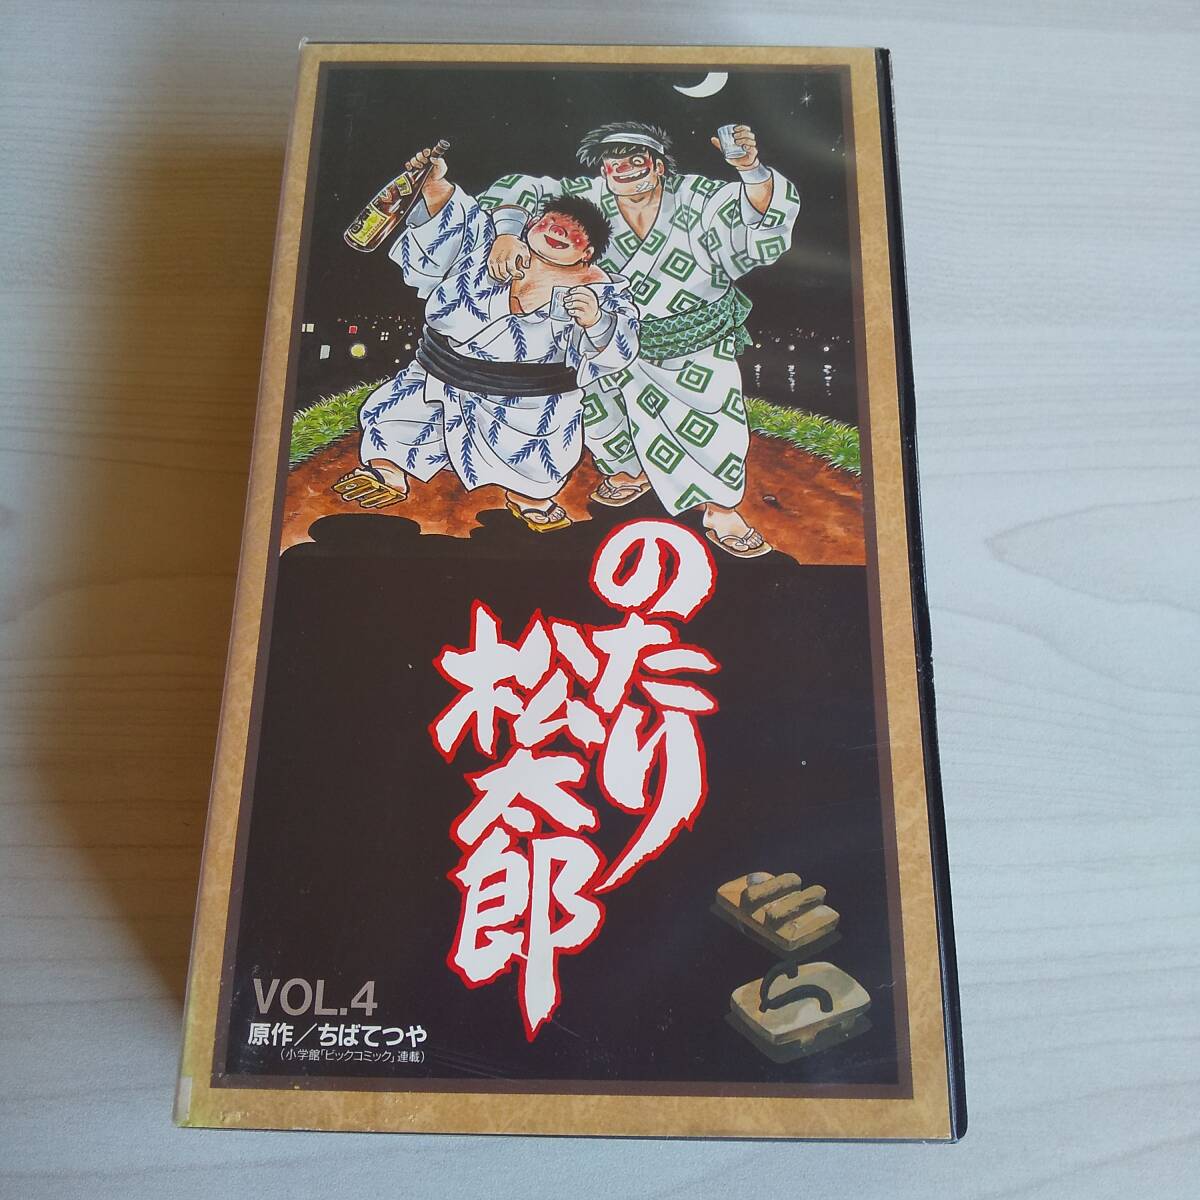 のたり
松太郎
VOL.4
原作／ちばてつや
（小学館「ビックコミック」連載）